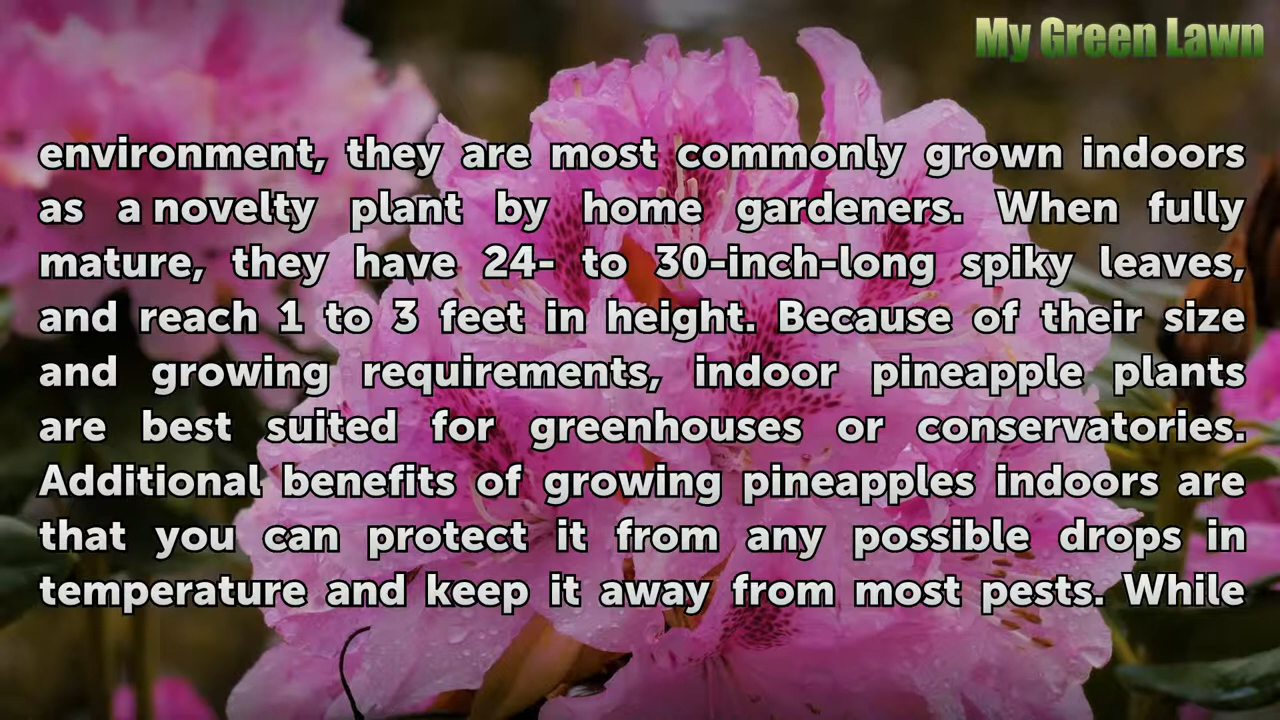 My Green Lawn
environment, they are most commonly grown indoors
as a novelty plant by home gardeners. When fully
mature, they have 24- to 30-inch-long spiky leaves,
and reach 1 to 3 feet in height. Because of their size
and growing requirements, indoor pineapple plants
are best suited for greenhouses or conservatories.
Additional benefits of growing pineapples indoors are
that you can protect it from any possible drops in
temperature and keep it away from most pests. While